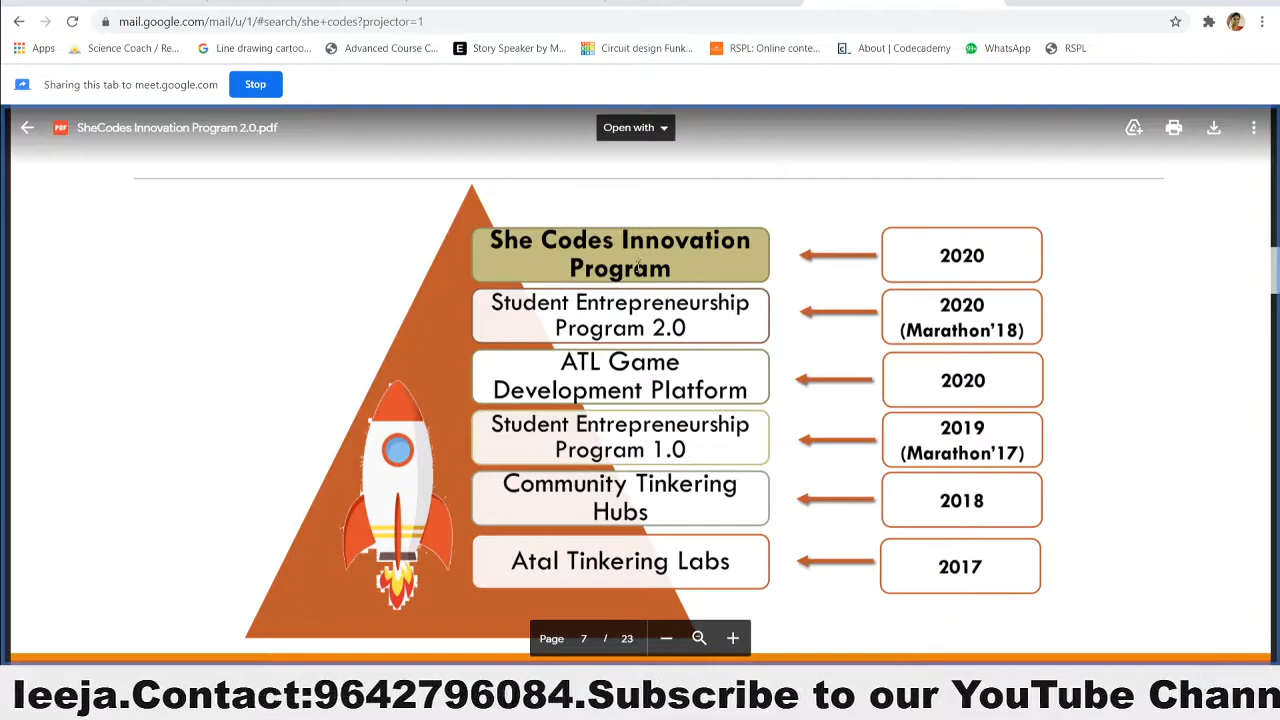 mail.google.com/mail/u/1/#search/she+codes?projector=1
Apps Science Coach / Re... Line drawing cartoo... Advanced Course C... Story Speaker by M... Circuit design Funk... RSPL: Online conte... About | Codecademy WhatsApp RSPL
Sharing this tab to meet.google.com Stop
PDF SheCodes Innovation Program 2.0.pdf Open with
She Codes Innovation
Program
2020
Student Entrepreneurship
Program 2.0
2020
(Marathon'18)
ATL Game
Development Platform
2020
Student Entrepreneurship
Program 1.0
2019
(Marathon'17)
Community Tinkering
Hubs
2018
Atal Tinkering Labs
2017
Page 7 / 23
Ieeja.Contact:9642796084.Subscribe to our YouTube Chann